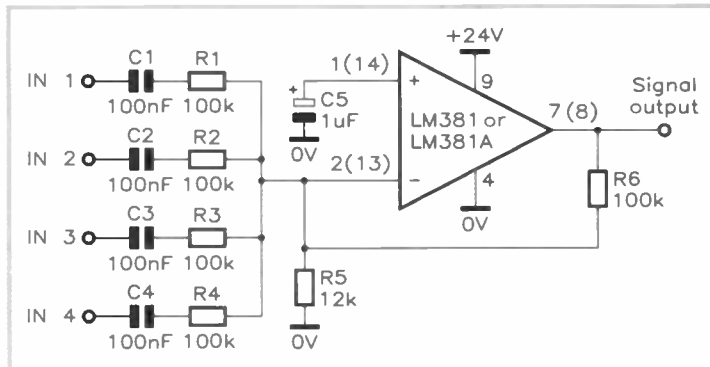 C1
R1
IN 1
100nF 100k
C2
R2
IN 2
100nF 100k
C3
R3
IN 3
100nF 100k
C4
R4
IN 4
100nF 100k
1(14)
+
C5
1uF
0V
2(13)
R5
12k
0V
+24V
9
+
LM381 or
LM381A
−
4
0V
7(8)
Signal
output
R6
100k